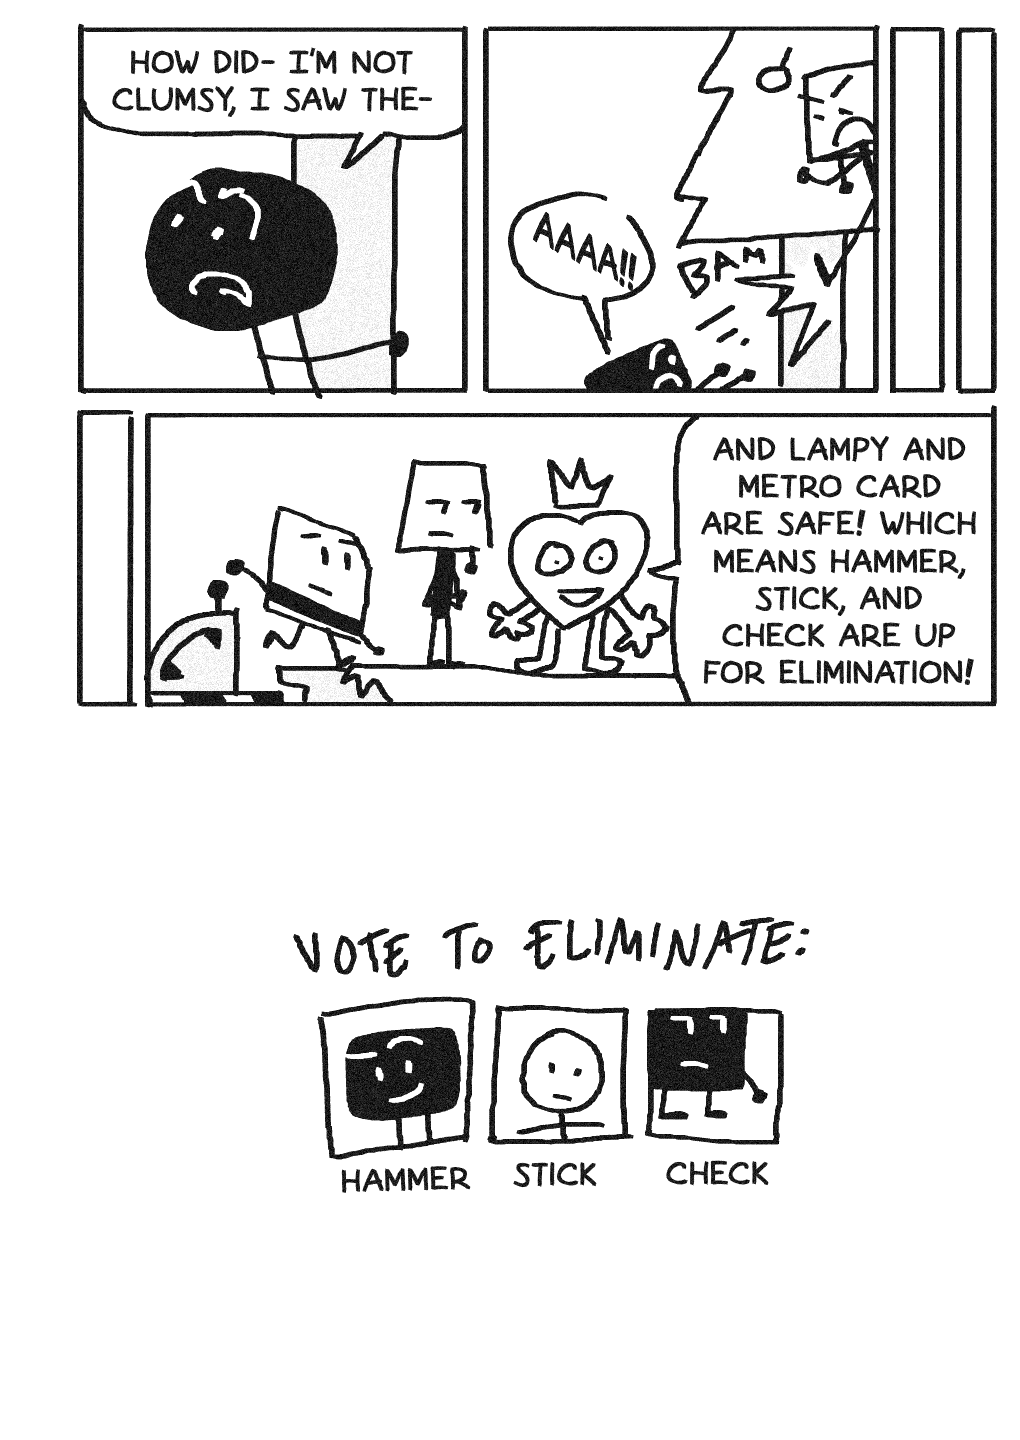 HOW DID- I'M NOT
CLUMSY, I SAW THE-
AAAA!!
BAM
AND LAMPY AND
METRO CARD
ARE SAFE! WHICH
MEANS HAMMER,
STICK, AND
CHECK ARE UP
FOR ELIMINATION!
VOTE TO ELIMINATE:
HAMMER
STICK
CHECK